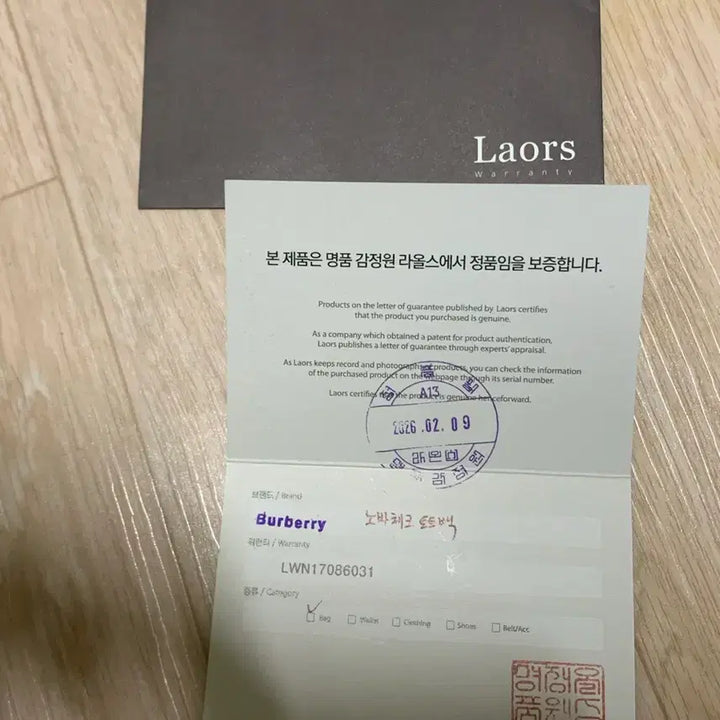 Laors
Warranty
본 제품은 명품 감정원 라올스에서 정품임을 보증합니다.
Products on the letter of guarantee published by Laors certifies
that the product you purchased is genuine.
As a company which obtained a patent for product authentication,
Laors publishes a letter of guarantee through experts' appraisal.
As Laors keeps record and photographs of products, you can check the information
of the purchased product on the webpage through its serial number.
Laors certifies the product is genuine henceforward.
A13
2026.02.09
브랜드 / Brand
Burberry 노바체크 토트백
워런티 / Warranty
LWN17086031
종류 / Category
Bag Clothing Shoes Belt/Acc